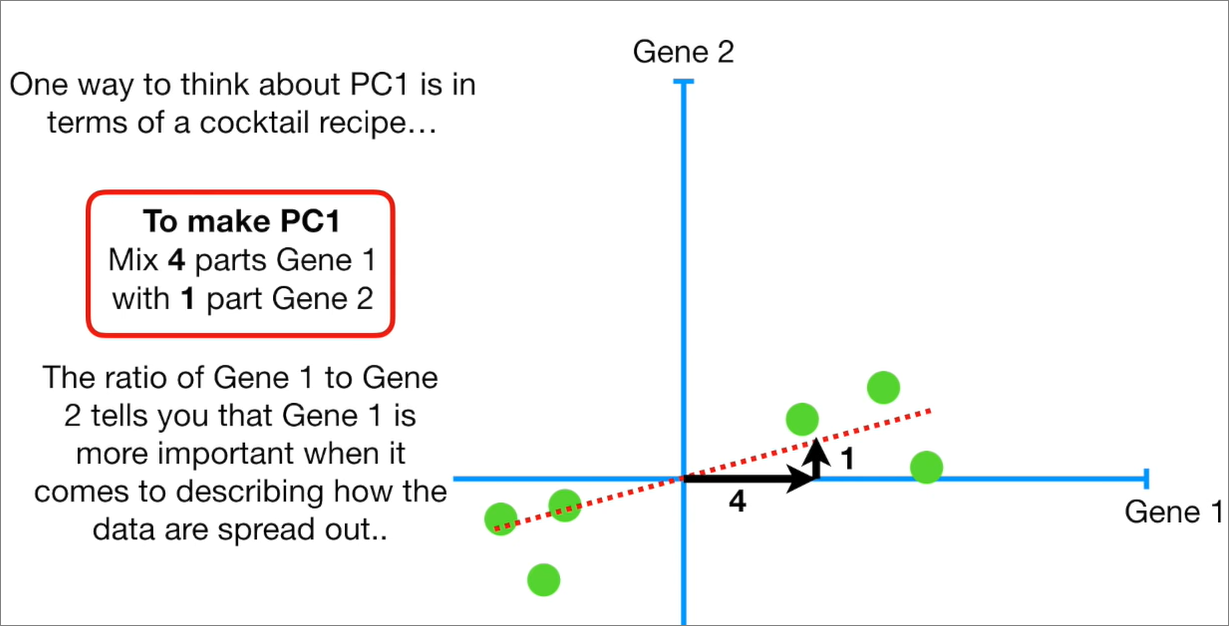 Gene 2
One way to think about PC1 is in
terms of a cocktail recipe…
To make PC1
Mix 4 parts Gene 1
with 1 part Gene 2
The ratio of Gene 1 to Gene
2 tells you that Gene 1 is
more important when it
comes to describing how the
data are spread out..
1
4
Gene 1